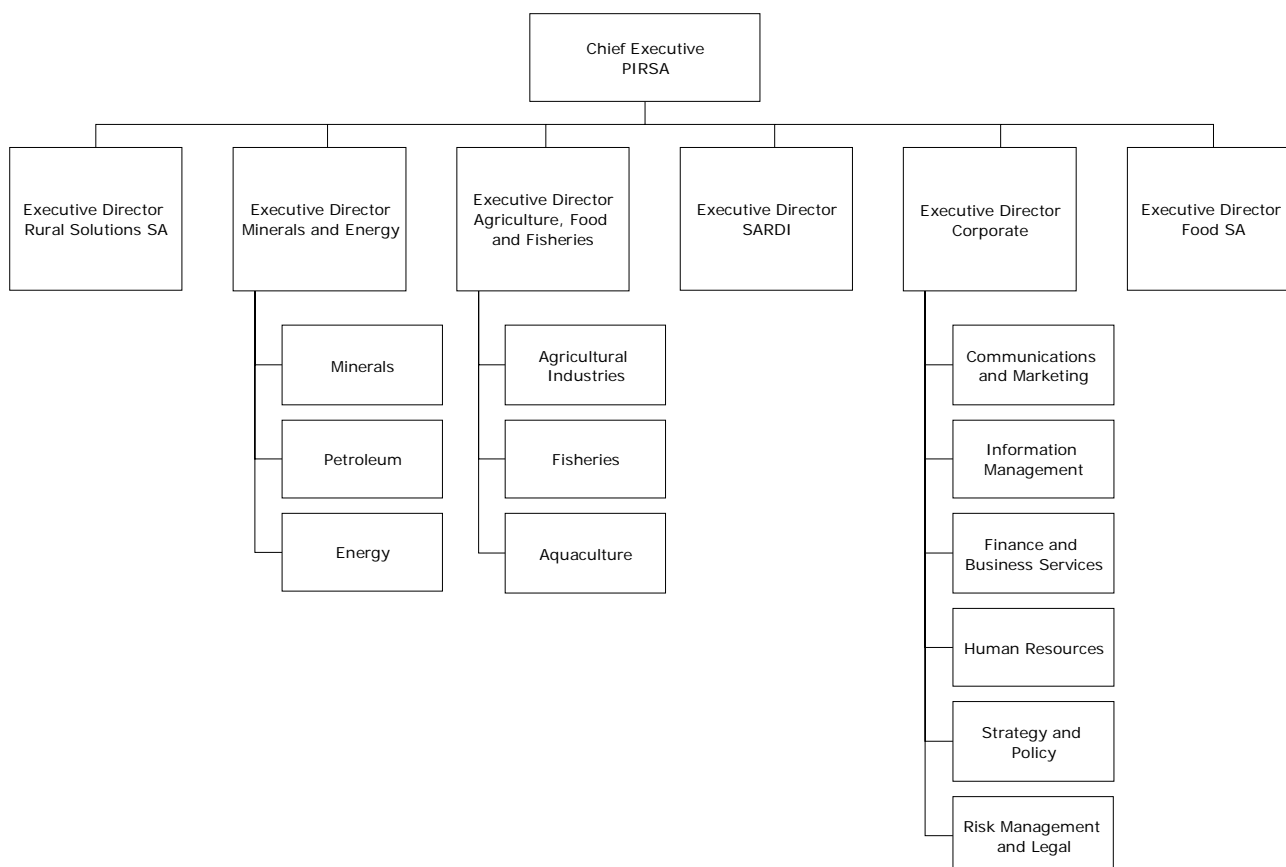 Chief Executive
PIRSA
Executive Director
Rural Solutions SA
Executive Director
Minerals and Energy
Executive Director
Agriculture, Food
and Fisheries
Executive Director
SARDI
Executive Director
Corporate
Executive Director
Food SA
Minerals
Petroleum
Energy
Agricultural
Industries
Fisheries
Aquaculture
Communications
and Marketing
Information
Management
Finance and
Business Services
Human Resources
Strategy and
Policy
Risk Management
and Legal